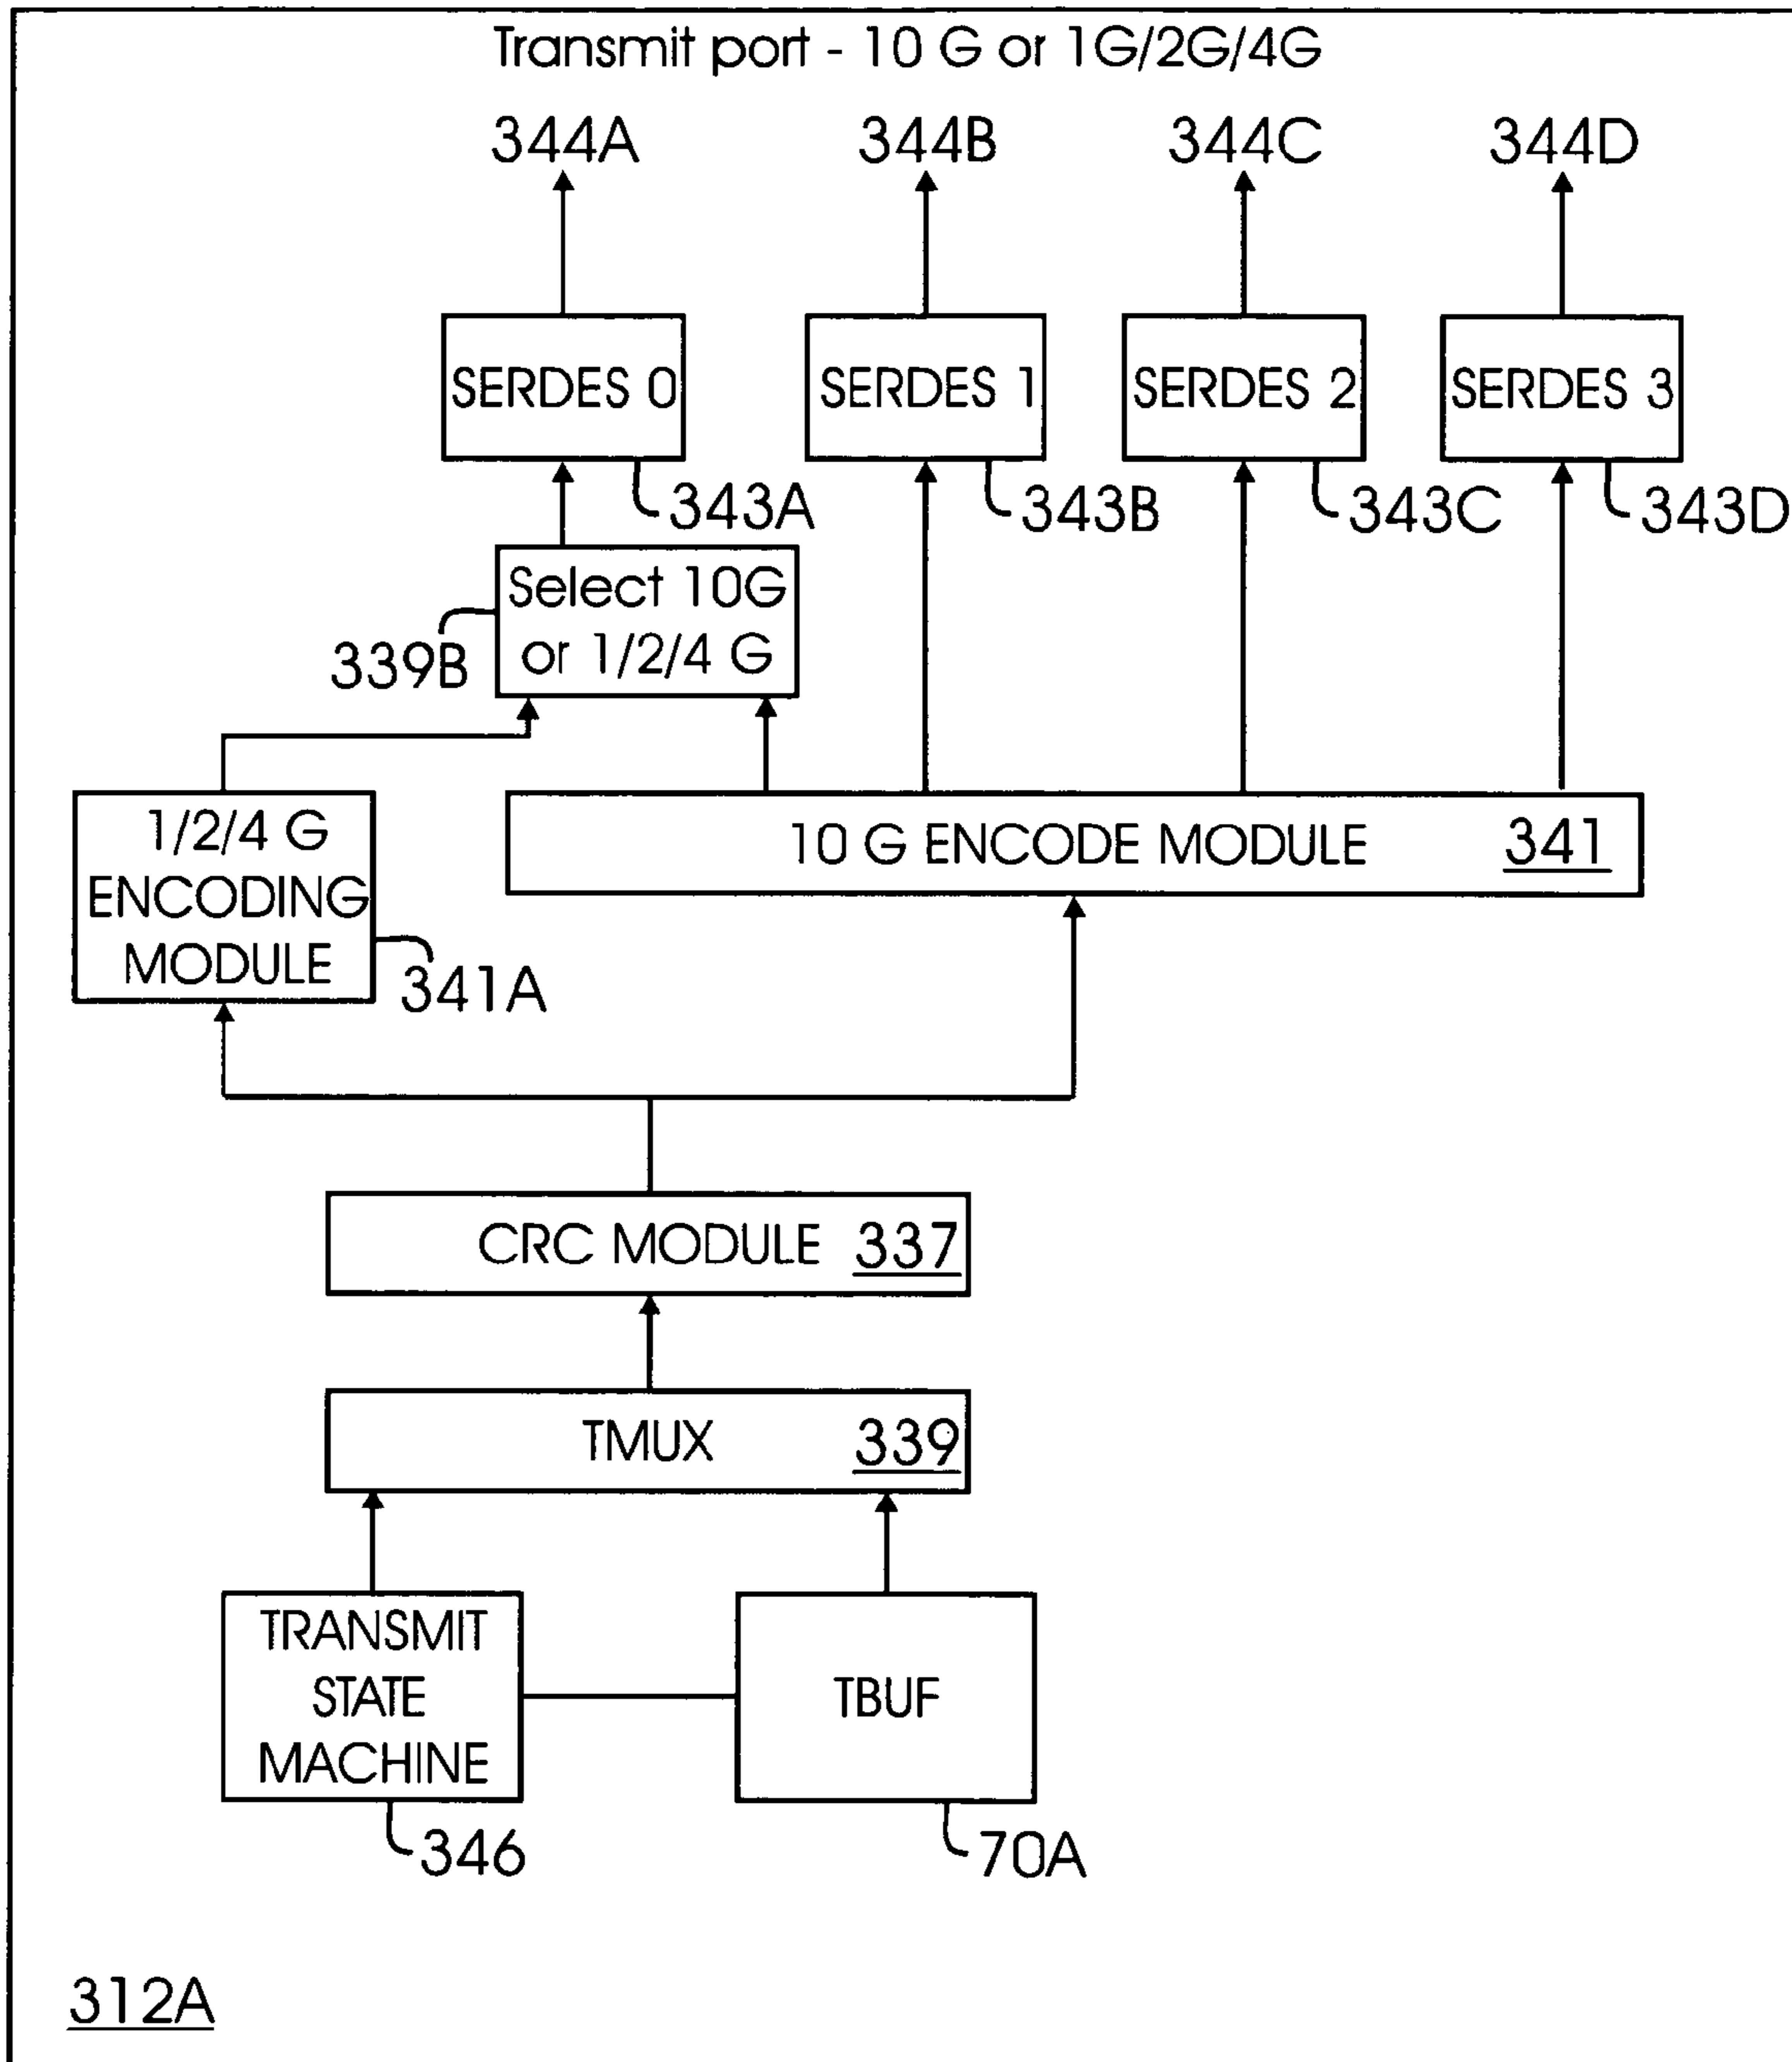 Transmit port - 10 G or 1G/2G/4G
344A 344B 344C 344D
SERDES 0 SERDES 1 SERDES 2 SERDES 3
343A 343B 343C 343D
Select 10G
or 1/2/4 G
339B
1/2/4 G
ENCODING
MODULE
341A
10 G ENCODE MODULE 341
CRC MODULE 337
TMUX 339
TRANSMIT
STATE
MACHINE
TBUF
346
70A
312A